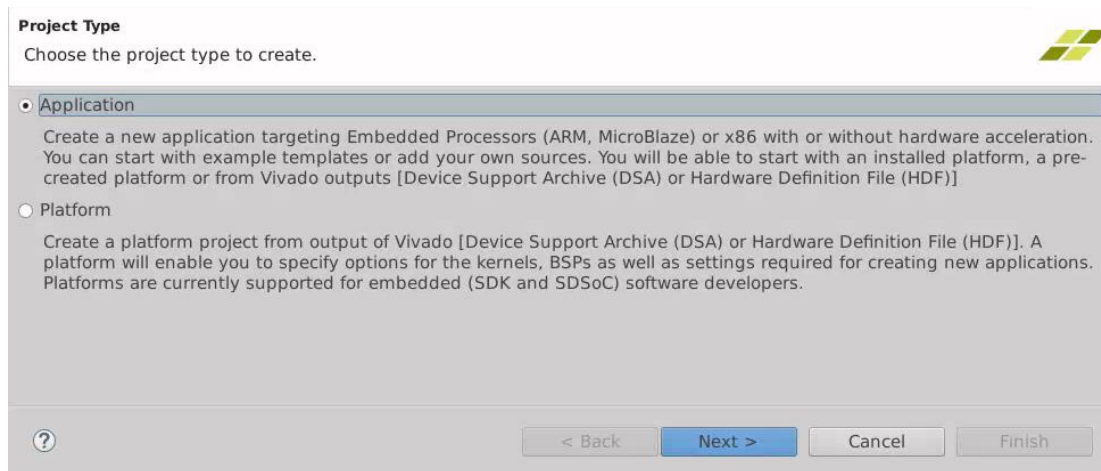 Project Type
Choose the project type to create.
Application
Create a new application targeting Embedded Processors (ARM, MicroBlaze) or x86 with or without hardware acceleration.
You can start with example templates or add your own sources. You will be able to start with an installed platform, a pre-
created platform or from Vivado outputs [Device Support Archive (DSA) or Hardware Definition File (HDF)]
Platform
Create a platform project from output of Vivado [Device Support Archive (DSA) or Hardware Definition File (HDF)]. A
platform will enable you to specify options for the kernels, BSPs as well as settings required for creating new applications.
Platforms are currently supported for embedded (SDK and SDSoC) software developers.
? < Back Next > Cancel Finish